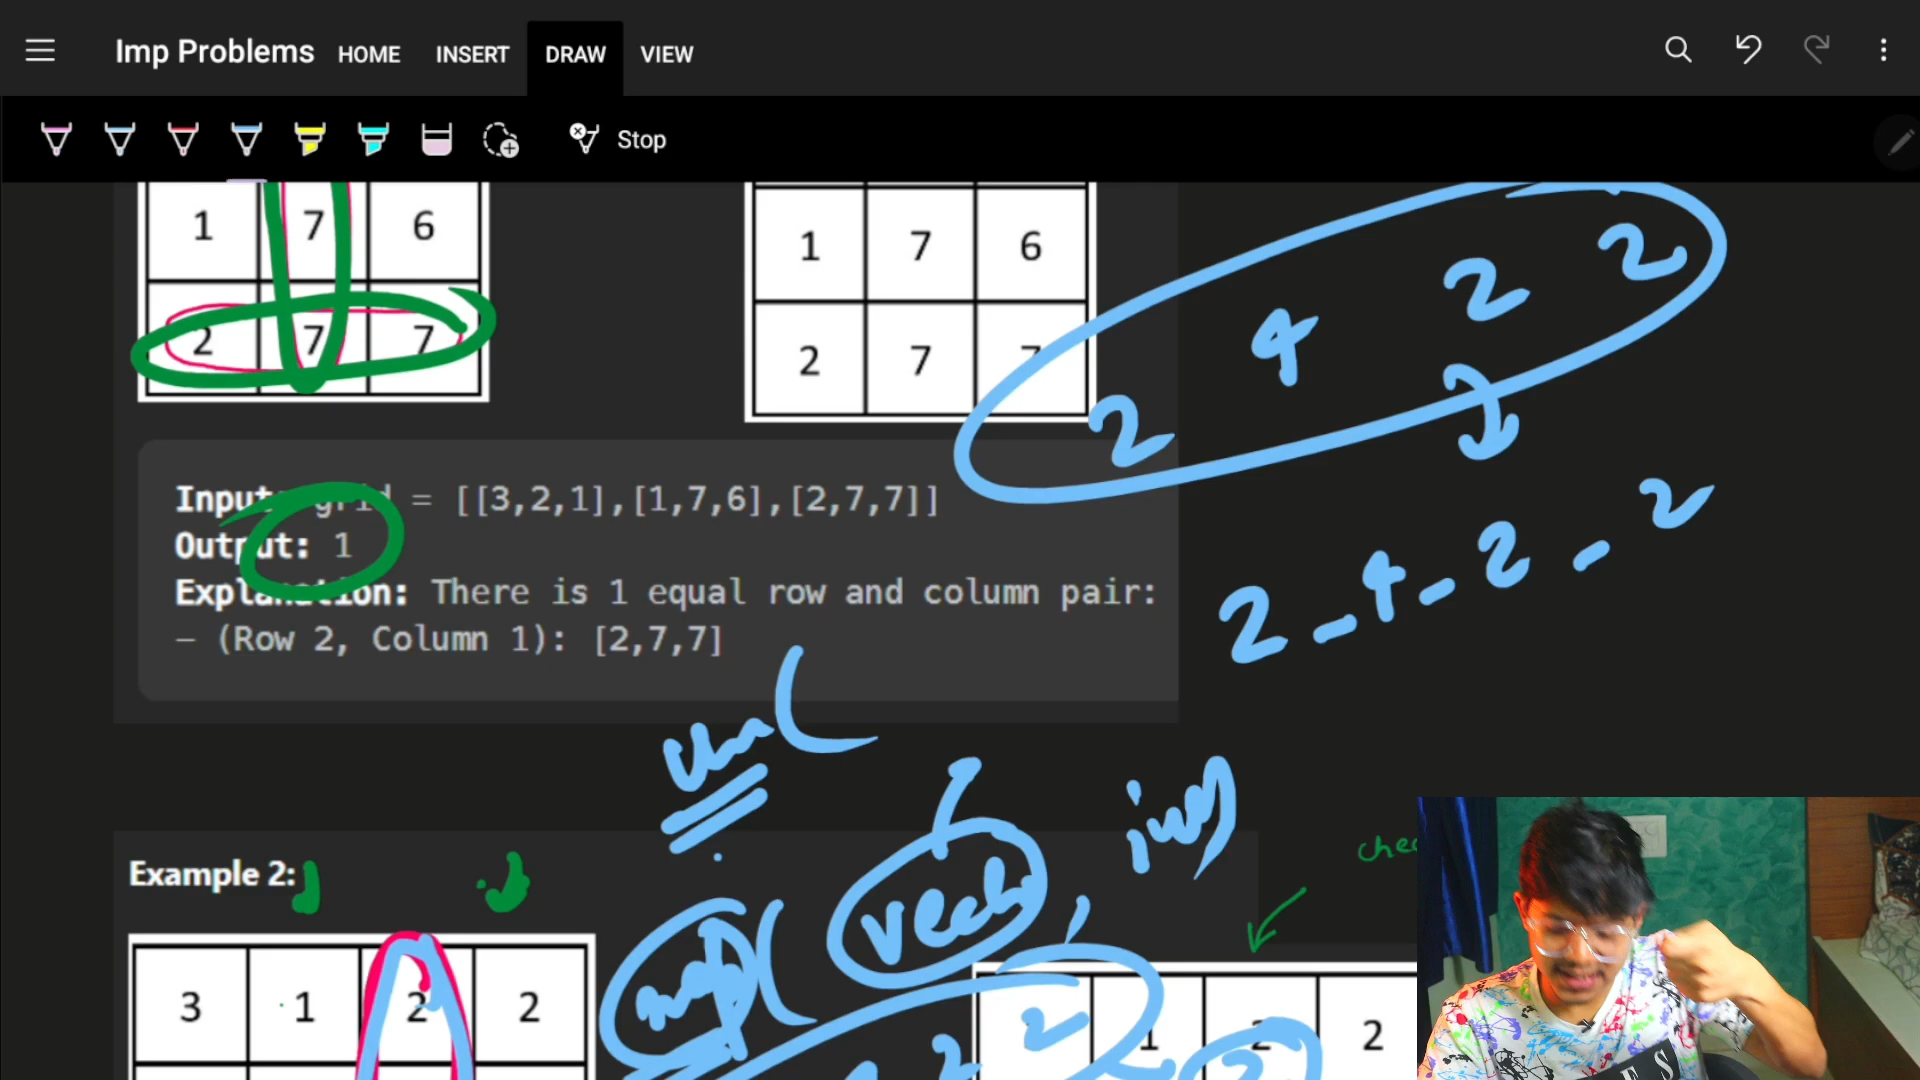 Imp Problems HOME INSERT DRAW VIEW
Stop
1 7 6
2 7 7
1 7 6
2 7 7
2 4 2 2
2 - 4 - 2 - 2
Input: grid = [[3,2,1],[1,7,6],[2,7,7]]
Output: 1
Explanation: There is 1 equal row and column pair:
– (Row 2, Column 1): [2,7,7]
Example 2:
map(
,
3 1 2 2
2 1 2 2